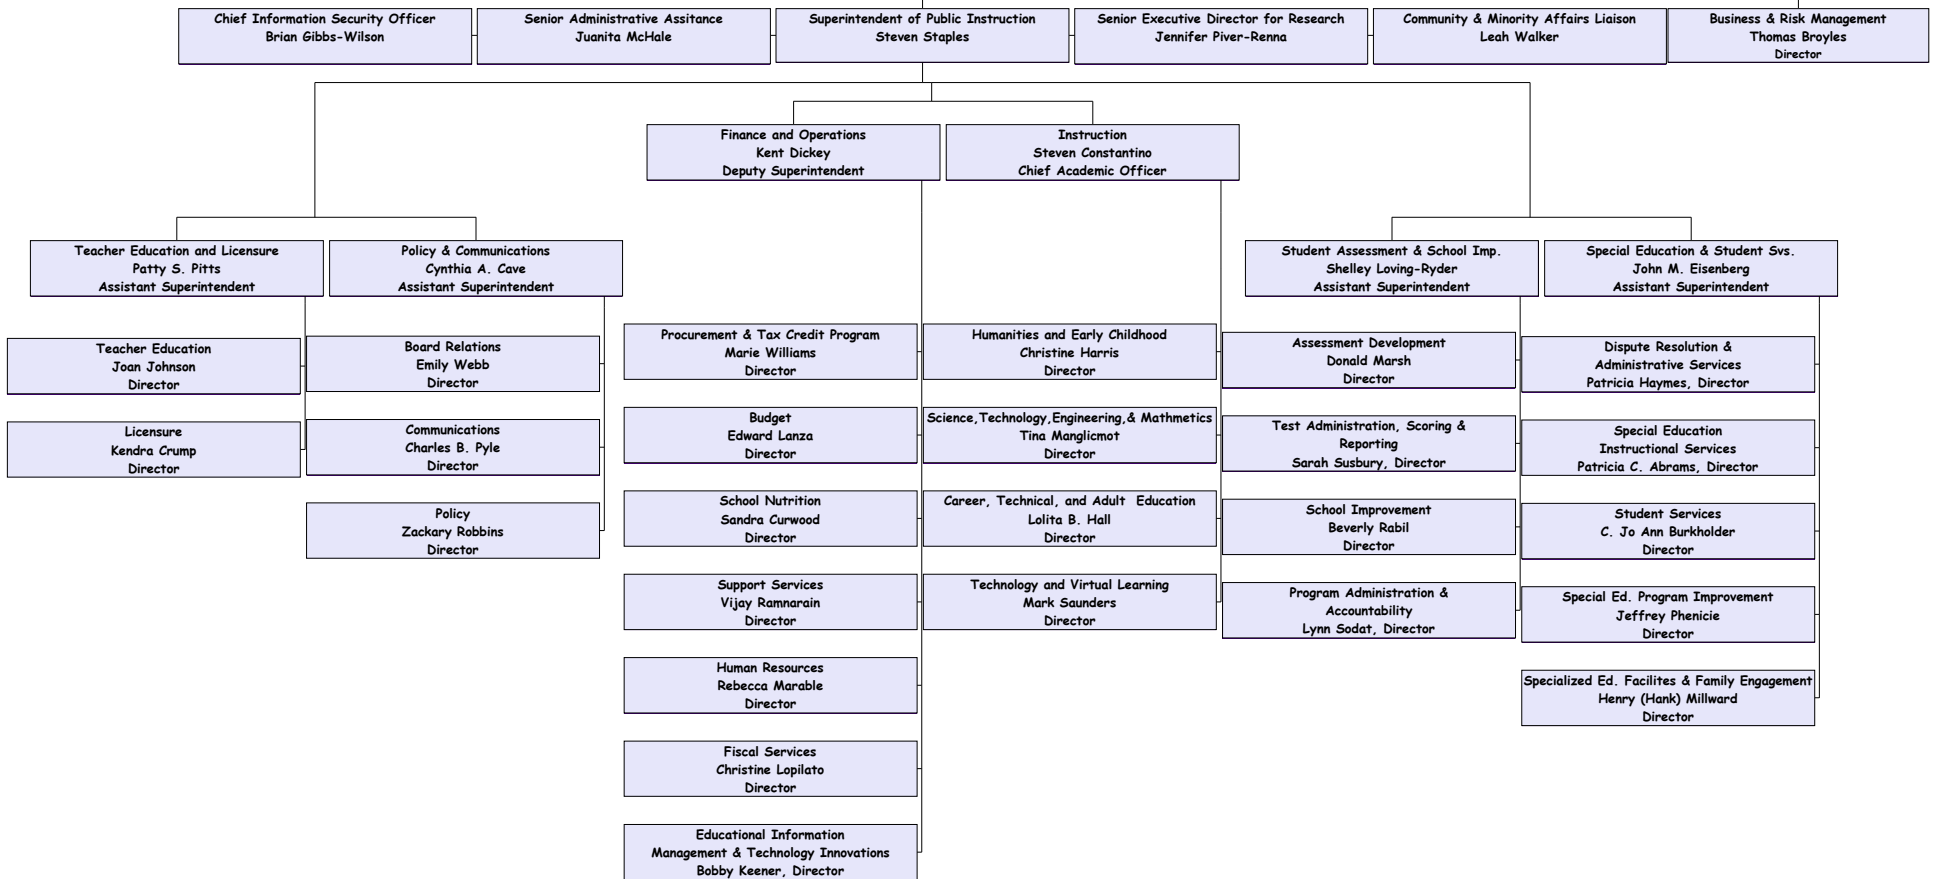 Chief Information Security Officer
Brian Gibbs-Wilson
Senior Administrative Assitance
Juanita McHale
Superintendent of Public Instruction
Steven Staples
Senior Executive Director for Research
Jennifer Piver-Renna
Community & Minority Affairs Liaison
Leah Walker
Business & Risk Management
Thomas Broyles
Director
Finance and Operations
Kent Dickey
Deputy Superintendent
Instruction
Steven Constantino
Chief Academic Officer
Teacher Education and Licensure
Patty S. Pitts
Assistant Superintendent
Policy & Communications
Cynthia A. Cave
Assistant Superintendent
Student Assessment & School Imp.
Shelley Loving-Ryder
Assistant Superintendent
Special Education & Student Svs.
John M. Eisenberg
Assistant Superintendent
Teacher Education
Joan Johnson
Director
Licensure
Kendra Crump
Director
Board Relations
Emily Webb
Director
Communications
Charles B. Pyle
Director
Policy
Zackary Robbins
Director
Procurement & Tax Credit Program
Marie Williams
Director
Budget
Edward Lanza
Director
School Nutrition
Sandra Curwood
Director
Support Services
Vijay Ramnarain
Director
Human Resources
Rebecca Marable
Director
Fiscal Services
Christine Lopilato
Director
Educational Information
Management & Technology Innovations
Bobby Keener, Director
Humanities and Early Childhood
Christine Harris
Director
Science,Technology,Engineering,& Mathmetics
Tina Manglicmot
Director
Career, Technical, and Adult  Education
Lolita B. Hall
Director
Technology and Virtual Learning
Mark Saunders
Director
Assessment Development
Donald Marsh
Director
Test Administration, Scoring &
Reporting
Sarah Susbury, Director
School Improvement
Beverly Rabil
Director
Program Administration &
Accountability
Lynn Sodat, Director
Dispute Resolution &
Administrative Services
Patricia Haymes, Director
Special Education
Instructional Services
Patricia C. Abrams, Director
Student Services
C. Jo Ann Burkholder
Director
Special Ed. Program Improvement
Jeffrey Phenicie
Director
Specialized Ed. Facilites & Family Engagement
Henry (Hank) Millward
Director